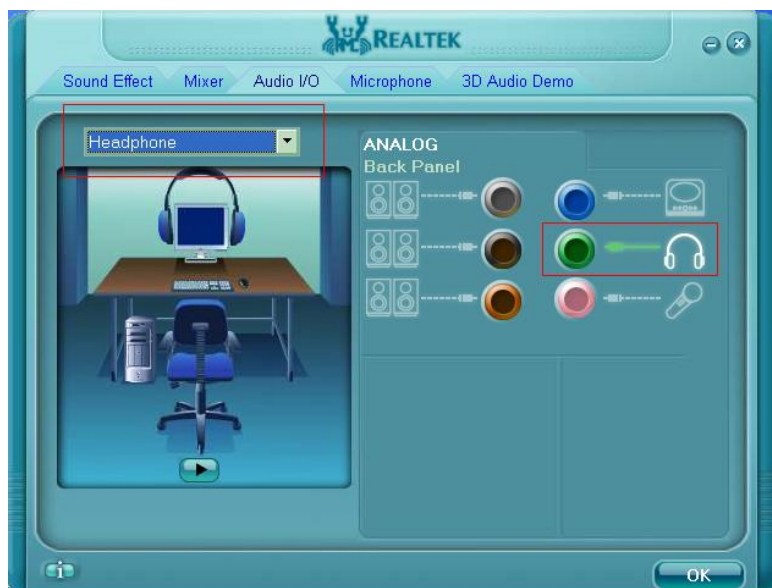 REALTEK
Sound Effect Mixer Audio I/O Microphone 3D Audio Demo
Headphone
ANALOG
Back Panel
i
OK